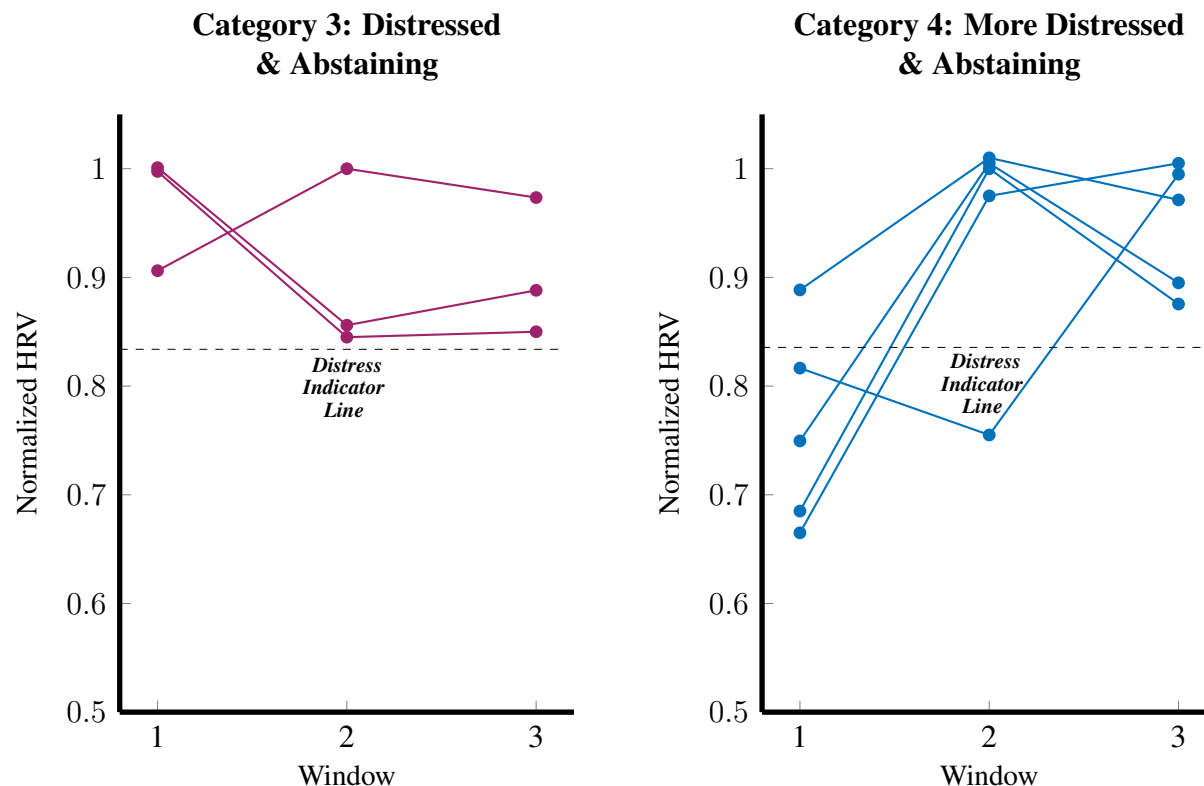 Category 3: Distressed
& Abstaining
Normalized HRV
1
0.9
0.8
0.7
0.6
0.5
Distress
Indicator
Line
1
2
3
Window
Category 4: More Distressed
& Abstaining
Normalized HRV
1
0.9
0.8
0.7
0.6
0.5
Distress
Indicator
Line
1
2
3
Window